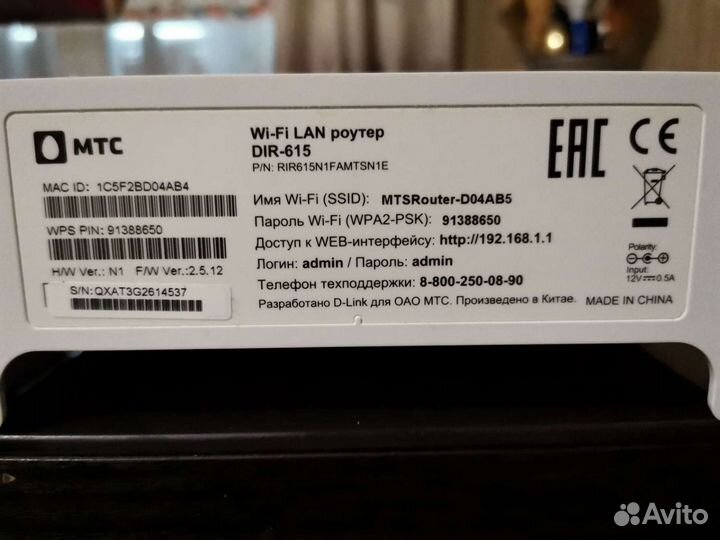 МТС
MAC ID: 1C5F2BD04AB4
WPS PIN: 91388650
H/W Ver.: N1 F/W Ver.:2.5.12
S/N:QXAT3G2614537
Wi-Fi LAN роутер
DIR-615
P/N: RIR615N1FAMTSN1E
Имя Wi-Fi (SSID): MTSRouter-D04AB5
Пароль Wi-Fi (WPA2-PSK): 91388650
Доступ к WEB-интерфейсу: http://192.168.1.1
Логин: admin / Пароль: admin
Телефон техподдержки: 8-800-250-08-90
Разработано D-Link для ОАО МТС. Произведено в Китае.
EAC
CE
Polarity:
Input:
12V 0.5A
MADE IN CHINA
Avito